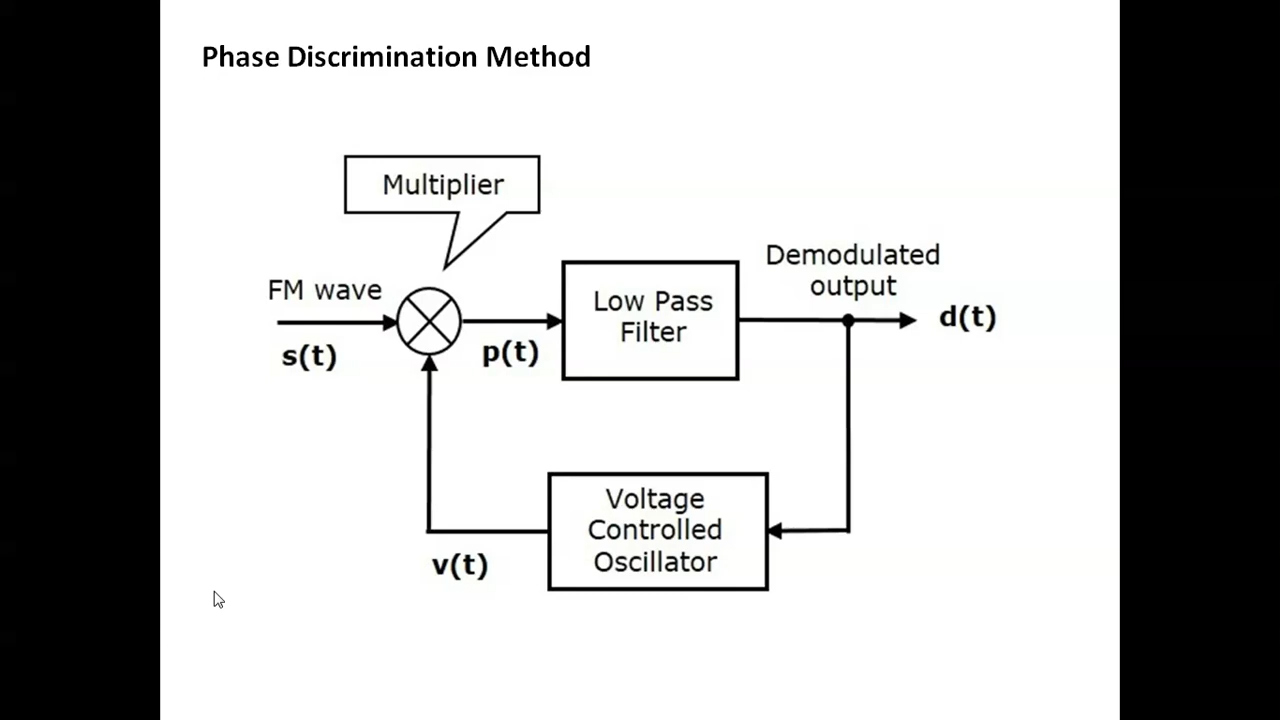 Phase Discrimination Method
Multiplier
Demodulated
output
FM wave
Low Pass
Filter
d(t)
s(t)
p(t)
Voltage
Controlled
Oscillator
v(t)